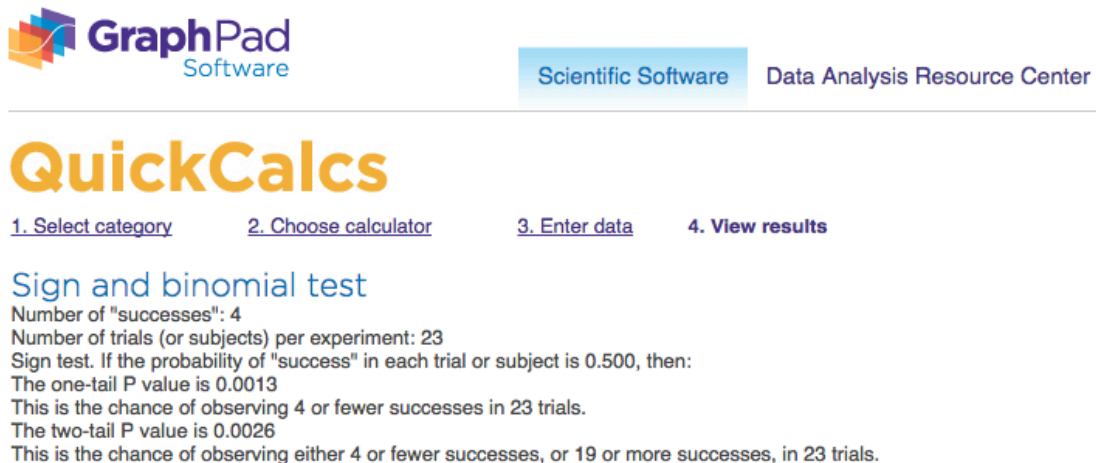 GraphPad
Software
Scientific Software Data Analysis Resource Center
QuickCalcs
1. Select category 2. Choose calculator 3. Enter data 4. View results
Sign and binomial test
Number of "successes": 4
Number of trials (or subjects) per experiment: 23
Sign test. If the probability of "success" in each trial or subject is 0.500, then:
The one-tail P value is 0.0013
This is the chance of observing 4 or fewer successes in 23 trials.
The two-tail P value is 0.0026
This is the chance of observing either 4 or fewer successes, or 19 or more successes, in 23 trials.